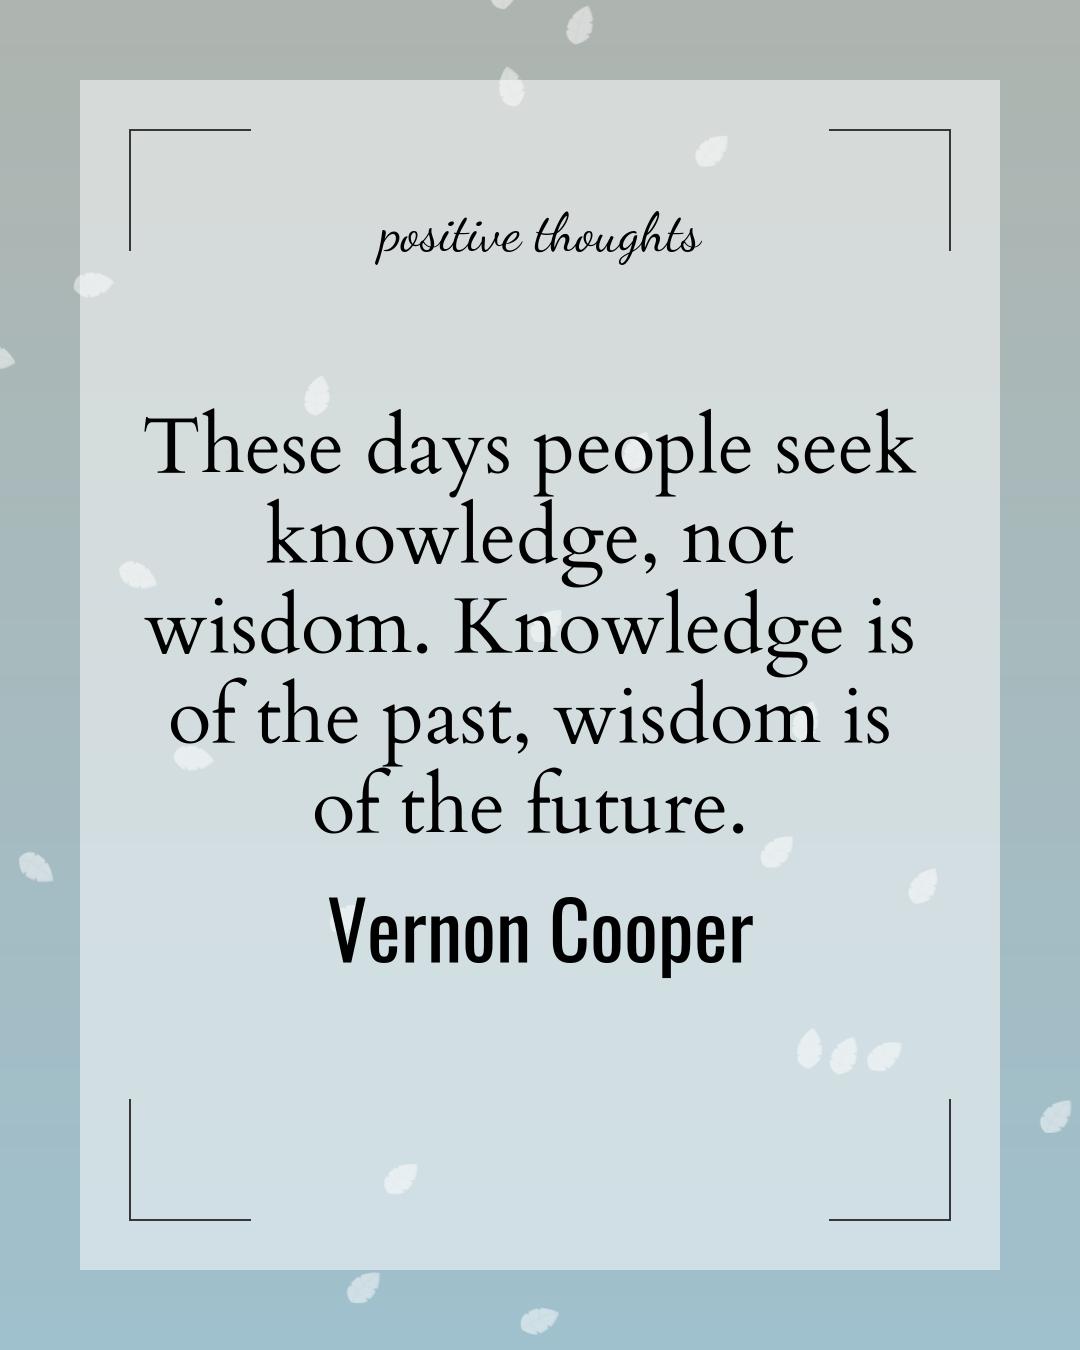 positive thoughts
These days people seek
knowledge, not
wisdom. Knowledge is
of the past, wisdom is
of the future.
Vernon Cooper